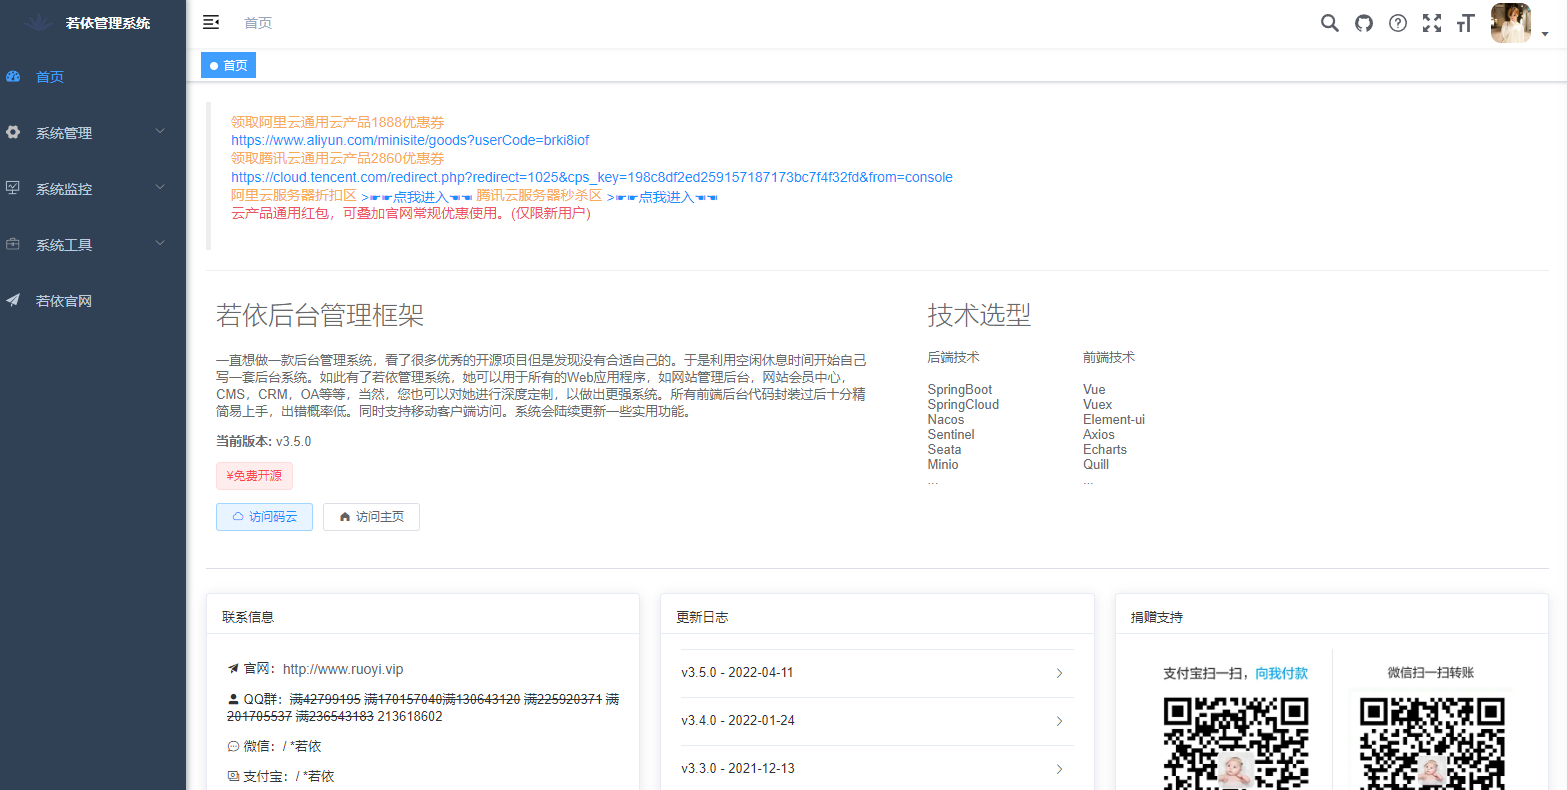 若依管理系统
首页
系统管理
系统监控
系统工具
若依官网
首页
首页
领取阿里云通用云产品1888优惠券
https://www.aliyun.com/minisite/goods?userCode=brki8iof
领取腾讯云通用云产品2860优惠券
https://cloud.tencent.com/redirect.php?redirect=1025&cps_key=198c8df2ed259157187173bc7f4f32fd&from=console
阿里云服务器折扣区 >☛☛点我进入☚☚ 腾讯云服务器秒杀区 >☛☛点我进入☚☚
云产品通用红包，可叠加官网常规优惠使用。(仅限新用户)
若依后台管理框架
一直想做一款后台管理系统，看了很多优秀的开源项目但是发现没有合适自己的。于是利用空闲休息时间开始自己
写一套后台系统。如此有了若依管理系统，她可以用于所有的Web应用程序，如网站管理后台，网站会员中心，
CMS，CRM，OA等等，当然，您也可以对她进行深度定制，以做出更强系统。所有前端后台代码封装过后十分精
简易上手，出错概率低。同时支持移动客户端访问。系统会陆续更新一些实用功能。
当前版本: v3.5.0
¥免费开源
访问码云
访问主页
技术选型
后端技术
SpringBoot
SpringCloud
Nacos
Sentinel
Seata
Minio
...
前端技术
Vue
Vuex
Element-ui
Axios
Echarts
Quill
...
联系信息
官网：http://www.ruoyi.vip
QQ群：满42799195 满170157040满130643120 满225920371 满
201705537 满236543183 213618602
微信：/ *若依
支付宝：/ *若依
更新日志
v3.5.0 - 2022-04-11
v3.4.0 - 2022-01-24
v3.3.0 - 2021-12-13
捐赠支持
支付宝扫一扫，向我付款
微信扫一扫转账